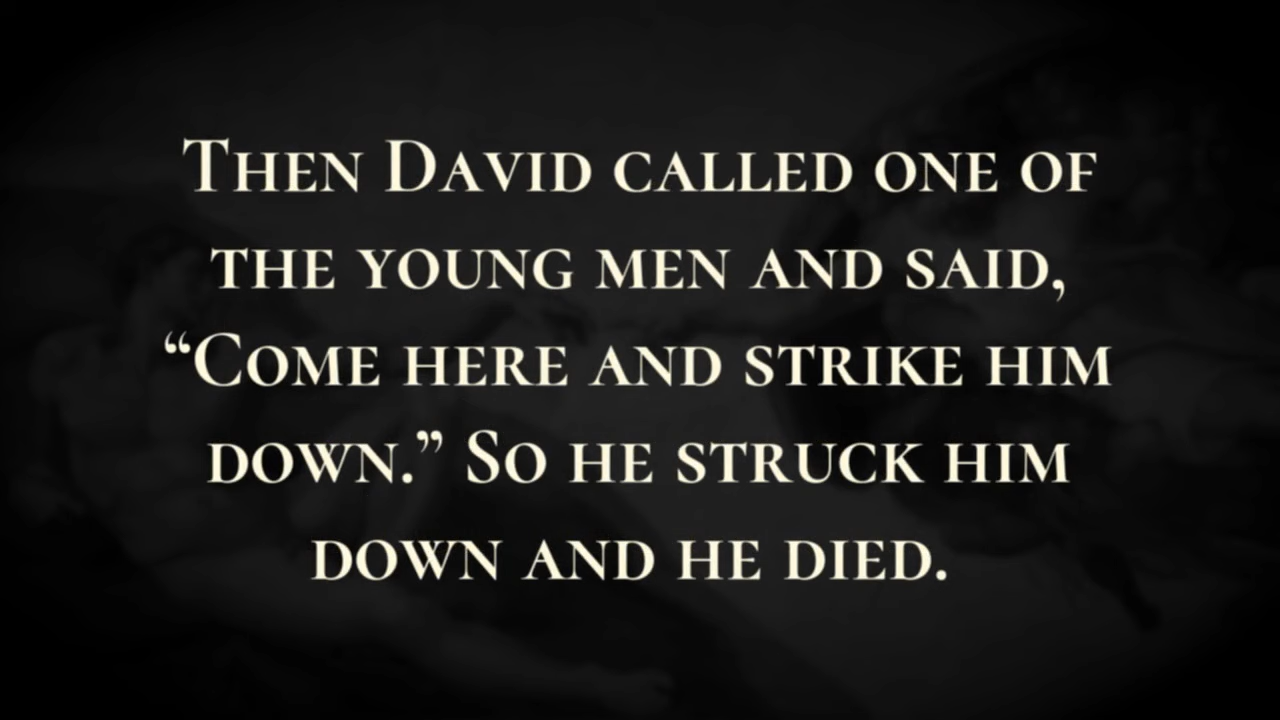 Then David called one of
the young men and said,
“Come here and strike him
down.” So he struck him
down and he died.